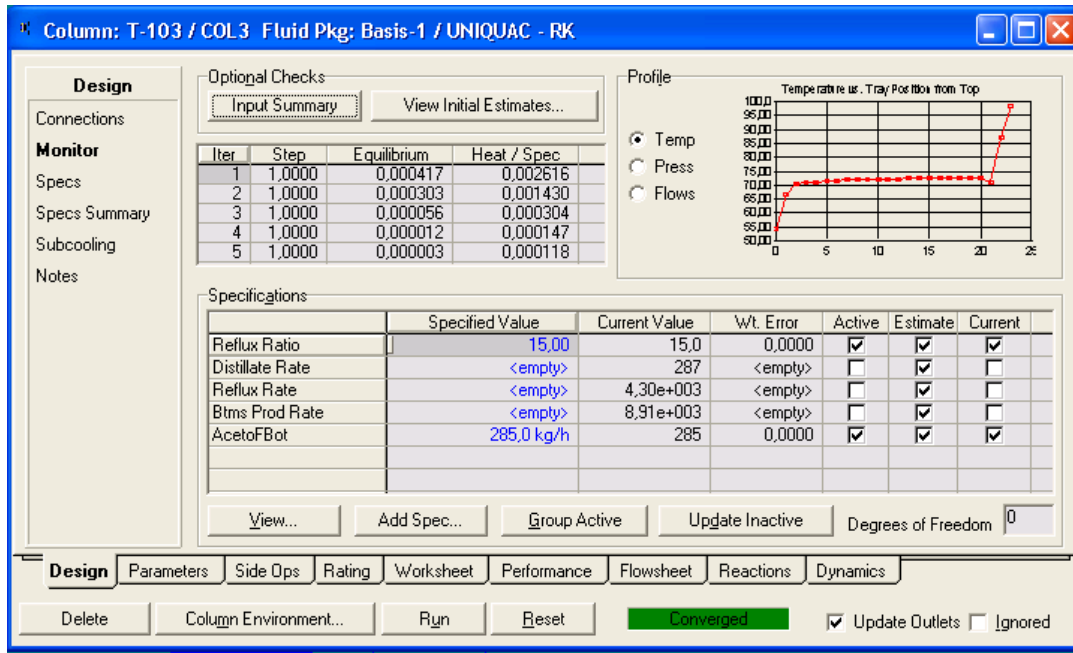 Column: T-103 / COL3 Fluid Pkg: Basis-1 / UNIQUAC - RK
Design
Connections
Monitor
Specs
Specs Summary
Subcooling
Notes
Optional Checks
Input Summary View Initial Estimates...
Iter Step Equilibrium Heat / Spec
1 1,0000 0,000417 0,002616
2 1,0000 0,000303 0,001430
3 1,0000 0,000056 0,000304
4 1,0000 0,000012 0,000147
5 1,0000 0,000003 0,000118
Profile
Temp
Press
Flows
Temperature vs. Tray Position from Top
100,0
95,00
90,00
85,00
80,00
75,00
70,00
65,00
60,00
55,00
50,00
0 5 10 15 20 25
Specifications
Specified Value Current Value Wt. Error Active Estimate Current
Reflux Ratio 15,00 15,0 0,0000
Distillate Rate <empty> 287 <empty>
Reflux Rate <empty> 4,30e+003 <empty>
Btms Prod Rate <empty> 8,91e+003 <empty>
AcetoFBot 285,0 kg/h 285 0,0000
View... Add Spec... Group Active Update Inactive Degrees of Freedom 0
Design Parameters Side Ops Rating Worksheet Performance Flowsheet Reactions Dynamics
Delete Column Environment... Run Reset Converged Update Outlets Ignored